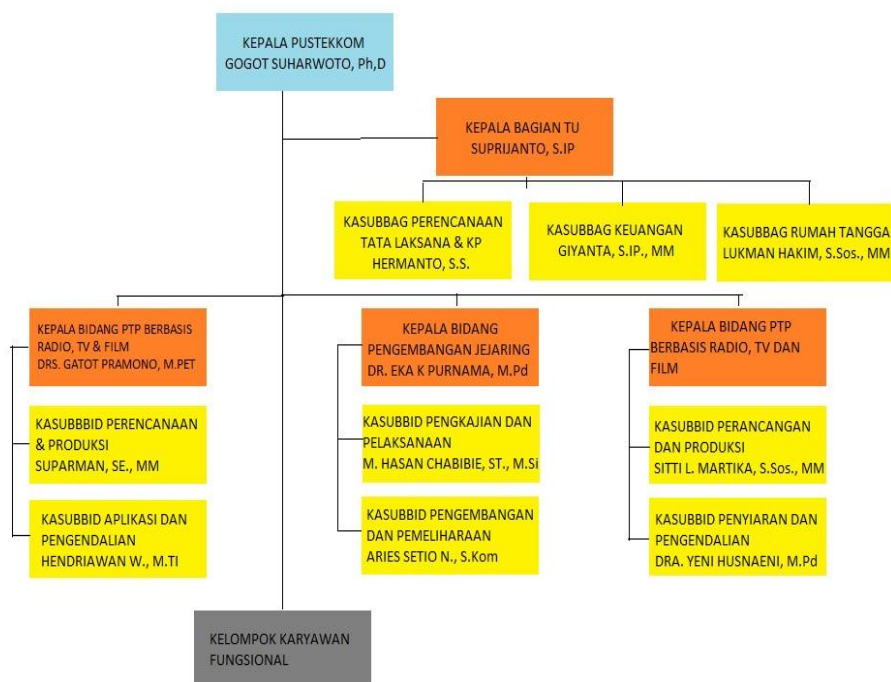 KEPALA PUSTEKKOM
GOGOT SUHARWOTO, Ph,D
KEPALA BAGIAN TU
SUPRIJANTO, S.IP
KASUBBAG PERENCANAAN
TATA LAKSANA & KP
HERMANTO, S.S.
KASUBBAG KEUANGAN
GIYANTA, S.IP., MM
KASUBBAG RUMAH TANGGA
LUKMAN HAKIM, S.Sos., MM
KEPALA BIDANG PTP BERBASIS
RADIO, TV & FILM
DRS. GATOT PRAMONO, M.PET
KASUBBBID PERENCANAAN
& PRODUKSI
SUPARMAN, SE., MM
KASUBBID APLIKASI DAN
PENGENDALIAN
HENDRIAWAN W., M.TI
KEPALA BIDANG
PENGEMBANGAN JEJARING
DR. EKA K PURNAMA, M.Pd
KASUBBID PENGKAJIAN DAN
PELAKSANAAN
M. HASAN CHABIBIE, ST., M.Si
KASUBBID PENGEMBANGAN
DAN PEMELIHARAAN
ARIES SETIO N., S.Kom
KEPALA BIDANG PTP
BERBASIS RADIO, TV DAN
FILM
KASUBBID PERANCANGAN
DAN PRODUKSI
SITTI L. MARTIKA, S.Sos., MM
KASUBBID PENYIARAN DAN
PENGENDALIAN
DRA. YENI HUSNAENI, M.Pd
KELOMPOK KARYAWAN
FUNGSIONAL